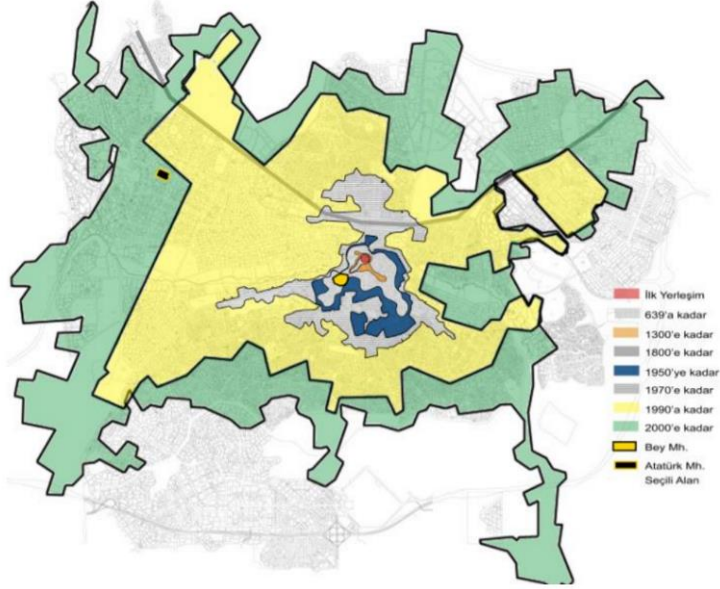 İlk Yerleşim
639'a kadar
1300'e kadar
1800'e kadar
1950'ye kadar
1970'e kadar
1990'a kadar
2000'e kadar
Bey Mh.
Atatürk Mh.
Seçili Alan